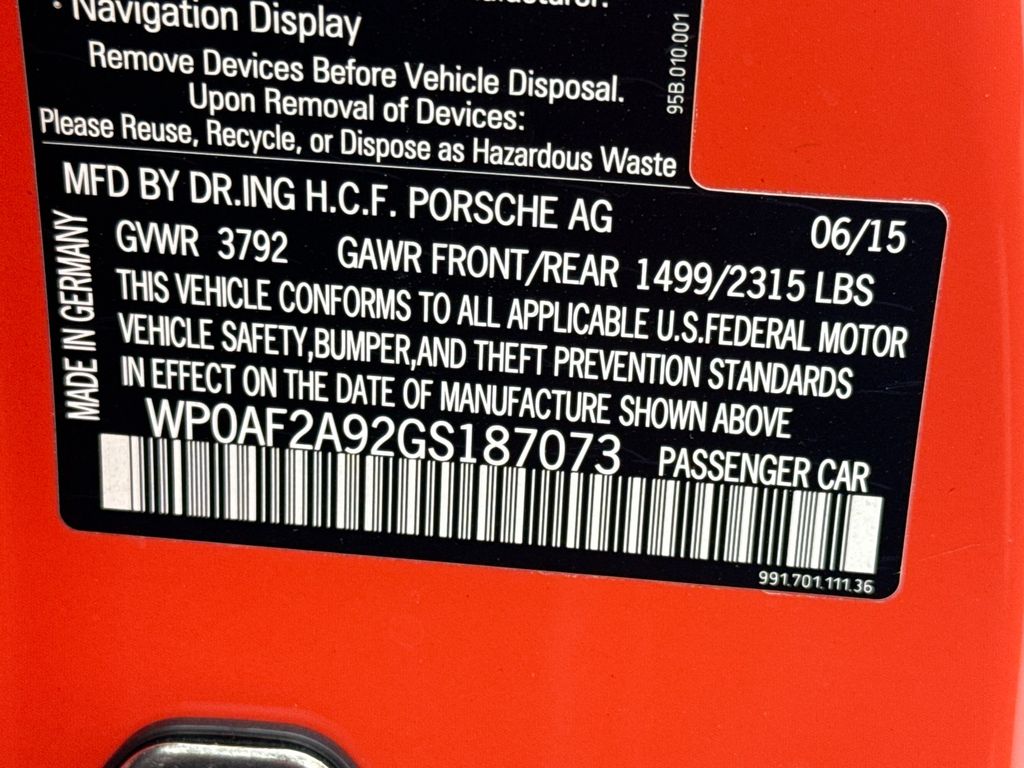 · Navigation Display
Remove Devices Before Vehicle Disposal.
Upon Removal of Devices:
Please Reuse, Recycle, or Dispose as Hazardous Waste
95B.010.001
MFD BY DR.ING H.C.F. PORSCHE AG 06/15
GVWR 3792 GAWR FRONT/REAR 1499/2315 LBS
THIS VEHICLE CONFORMS TO ALL APPLICABLE U.S.FEDERAL MOTOR
VEHICLE SAFETY,BUMPER,AND THEFT PREVENTION STANDARDS
IN EFFECT ON THE DATE OF MANUFACTURE SHOWN ABOVE
MADE IN GERMANY
WP0AF2A92GS187073 PASSENGER CAR
991.701.111.36